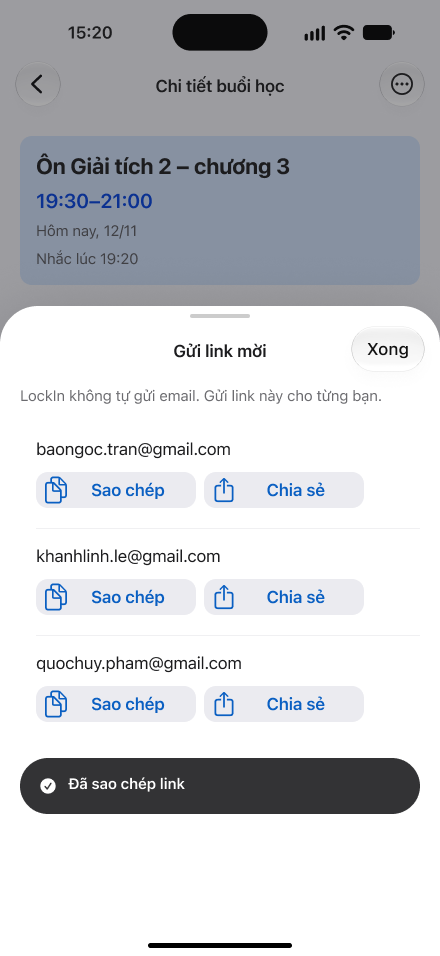 15:20
Chi tiết buổi học
Ôn Giải tích 2 – chương 3
19:30–21:00
Hôm nay, 12/11
Nhắc lúc 19:20
Gửi link mời
Xong
LockIn không tự gửi email. Gửi link này cho từng bạn.
baongoc.tran@gmail.com
Sao chép
Chia sẻ
khanhlinh.le@gmail.com
Sao chép
Chia sẻ
quochuy.pham@gmail.com
Sao chép
Chia sẻ
Đã sao chép link